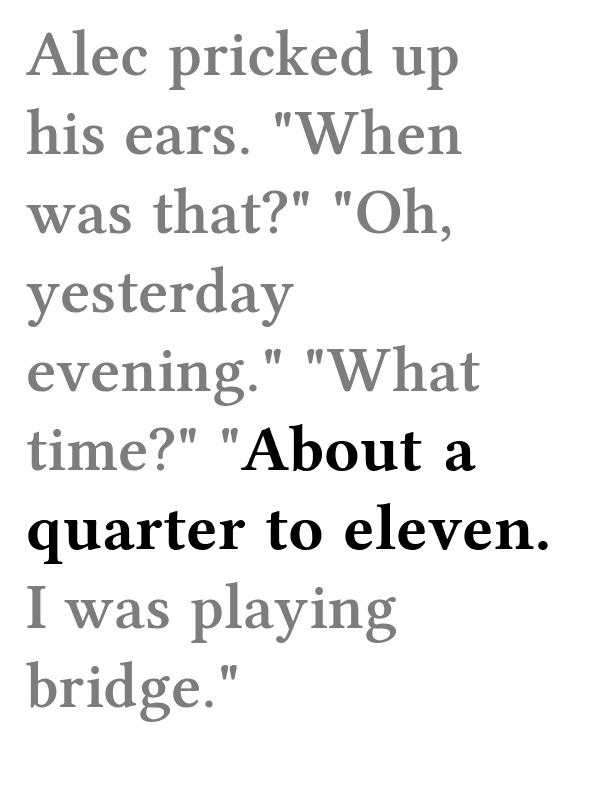 Alec pricked up
his ears. "When
was that?" "Oh,
yesterday
evening." "What
time?" "About a
quarter to eleven.
I was playing
bridge."